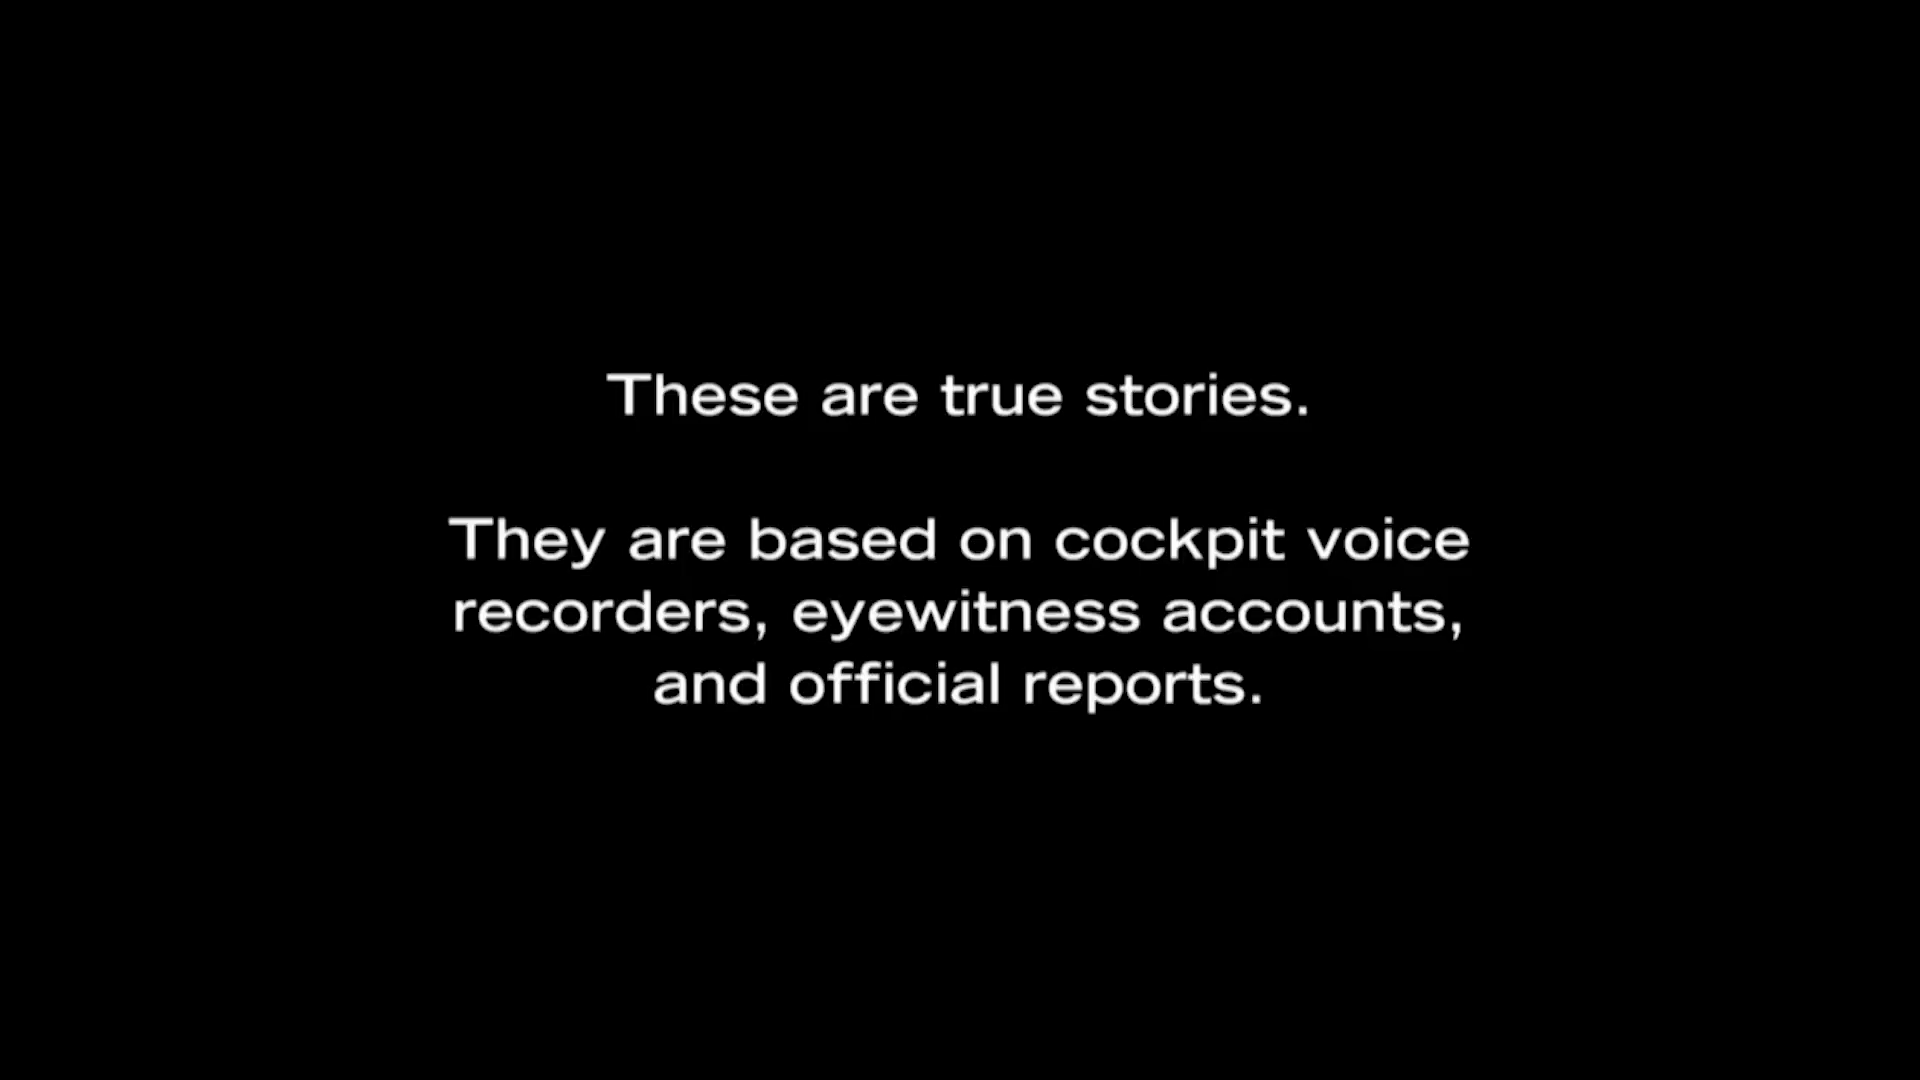 These are true stories.
They are based on cockpit voice
recorders, eyewitness accounts,
and official reports.